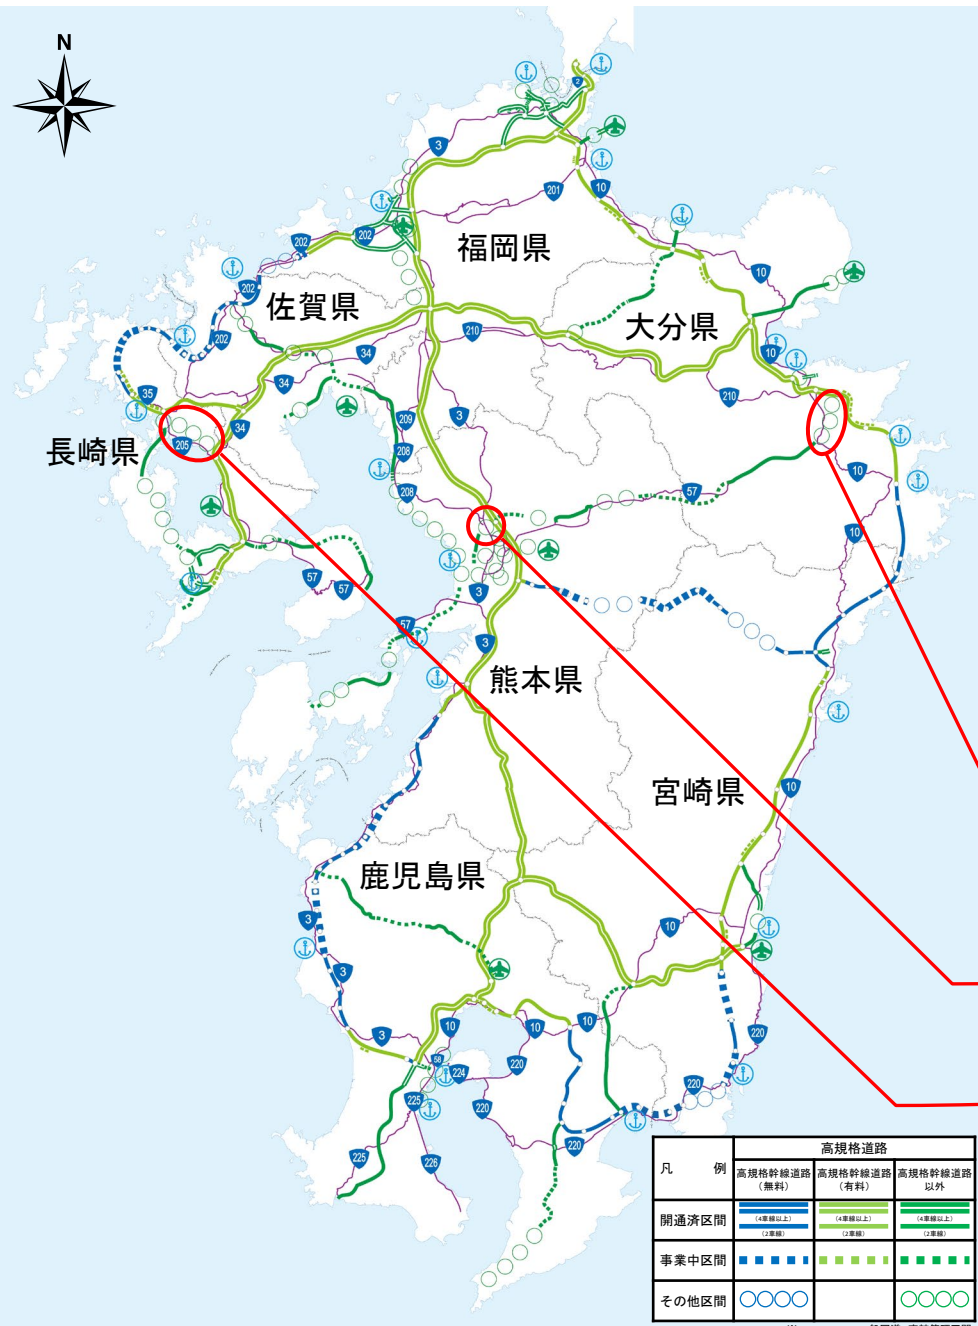 N
2
3
201
10
202
202
福岡県
202
佐賀県
10
大分県
202
210
34
10
34
35
210
209
3
34
205
208
長崎県
10
57
208
10
57
57
3
57
3
熊本県
宮崎県
10
鹿児島県
3
10
3
10
10
10
3
220
58
224
220
220
225
220
220
225
226
凡 例
高規格道路
高規格幹線道路
(無料)
高規格幹線道路
(有料)
高規格幹線道路
以外
開通済区間
(4車線以上)
(2車線)
(4車線以上)
(2車線)
(4車線以上)
(2車線)
事業中区間
その他区間